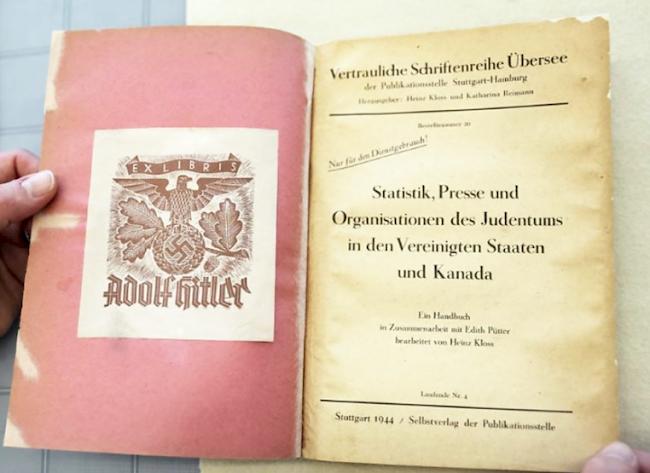 EX LIBRIS
Adolf Hitler
Vertrauliche Schriftenreihe Übersee
der Publikationsstelle Stuttgart-Hamburg
Herausgeber: Heinz Kloss und Katharina Reimann
Bestellnummer 20
Nur für den Dienstgebrauch!
Statistik, Presse und
Organisationen des Judentums
in den Vereinigten Staaten
und Kanada
Ein Handbuch
in Zusammenarbeit mit Edith Pütter
bearbeitet von Heinz Kloss
Laufende Nr. 4
Stuttgart 1944 / Selbstverlag der Publikationsstelle